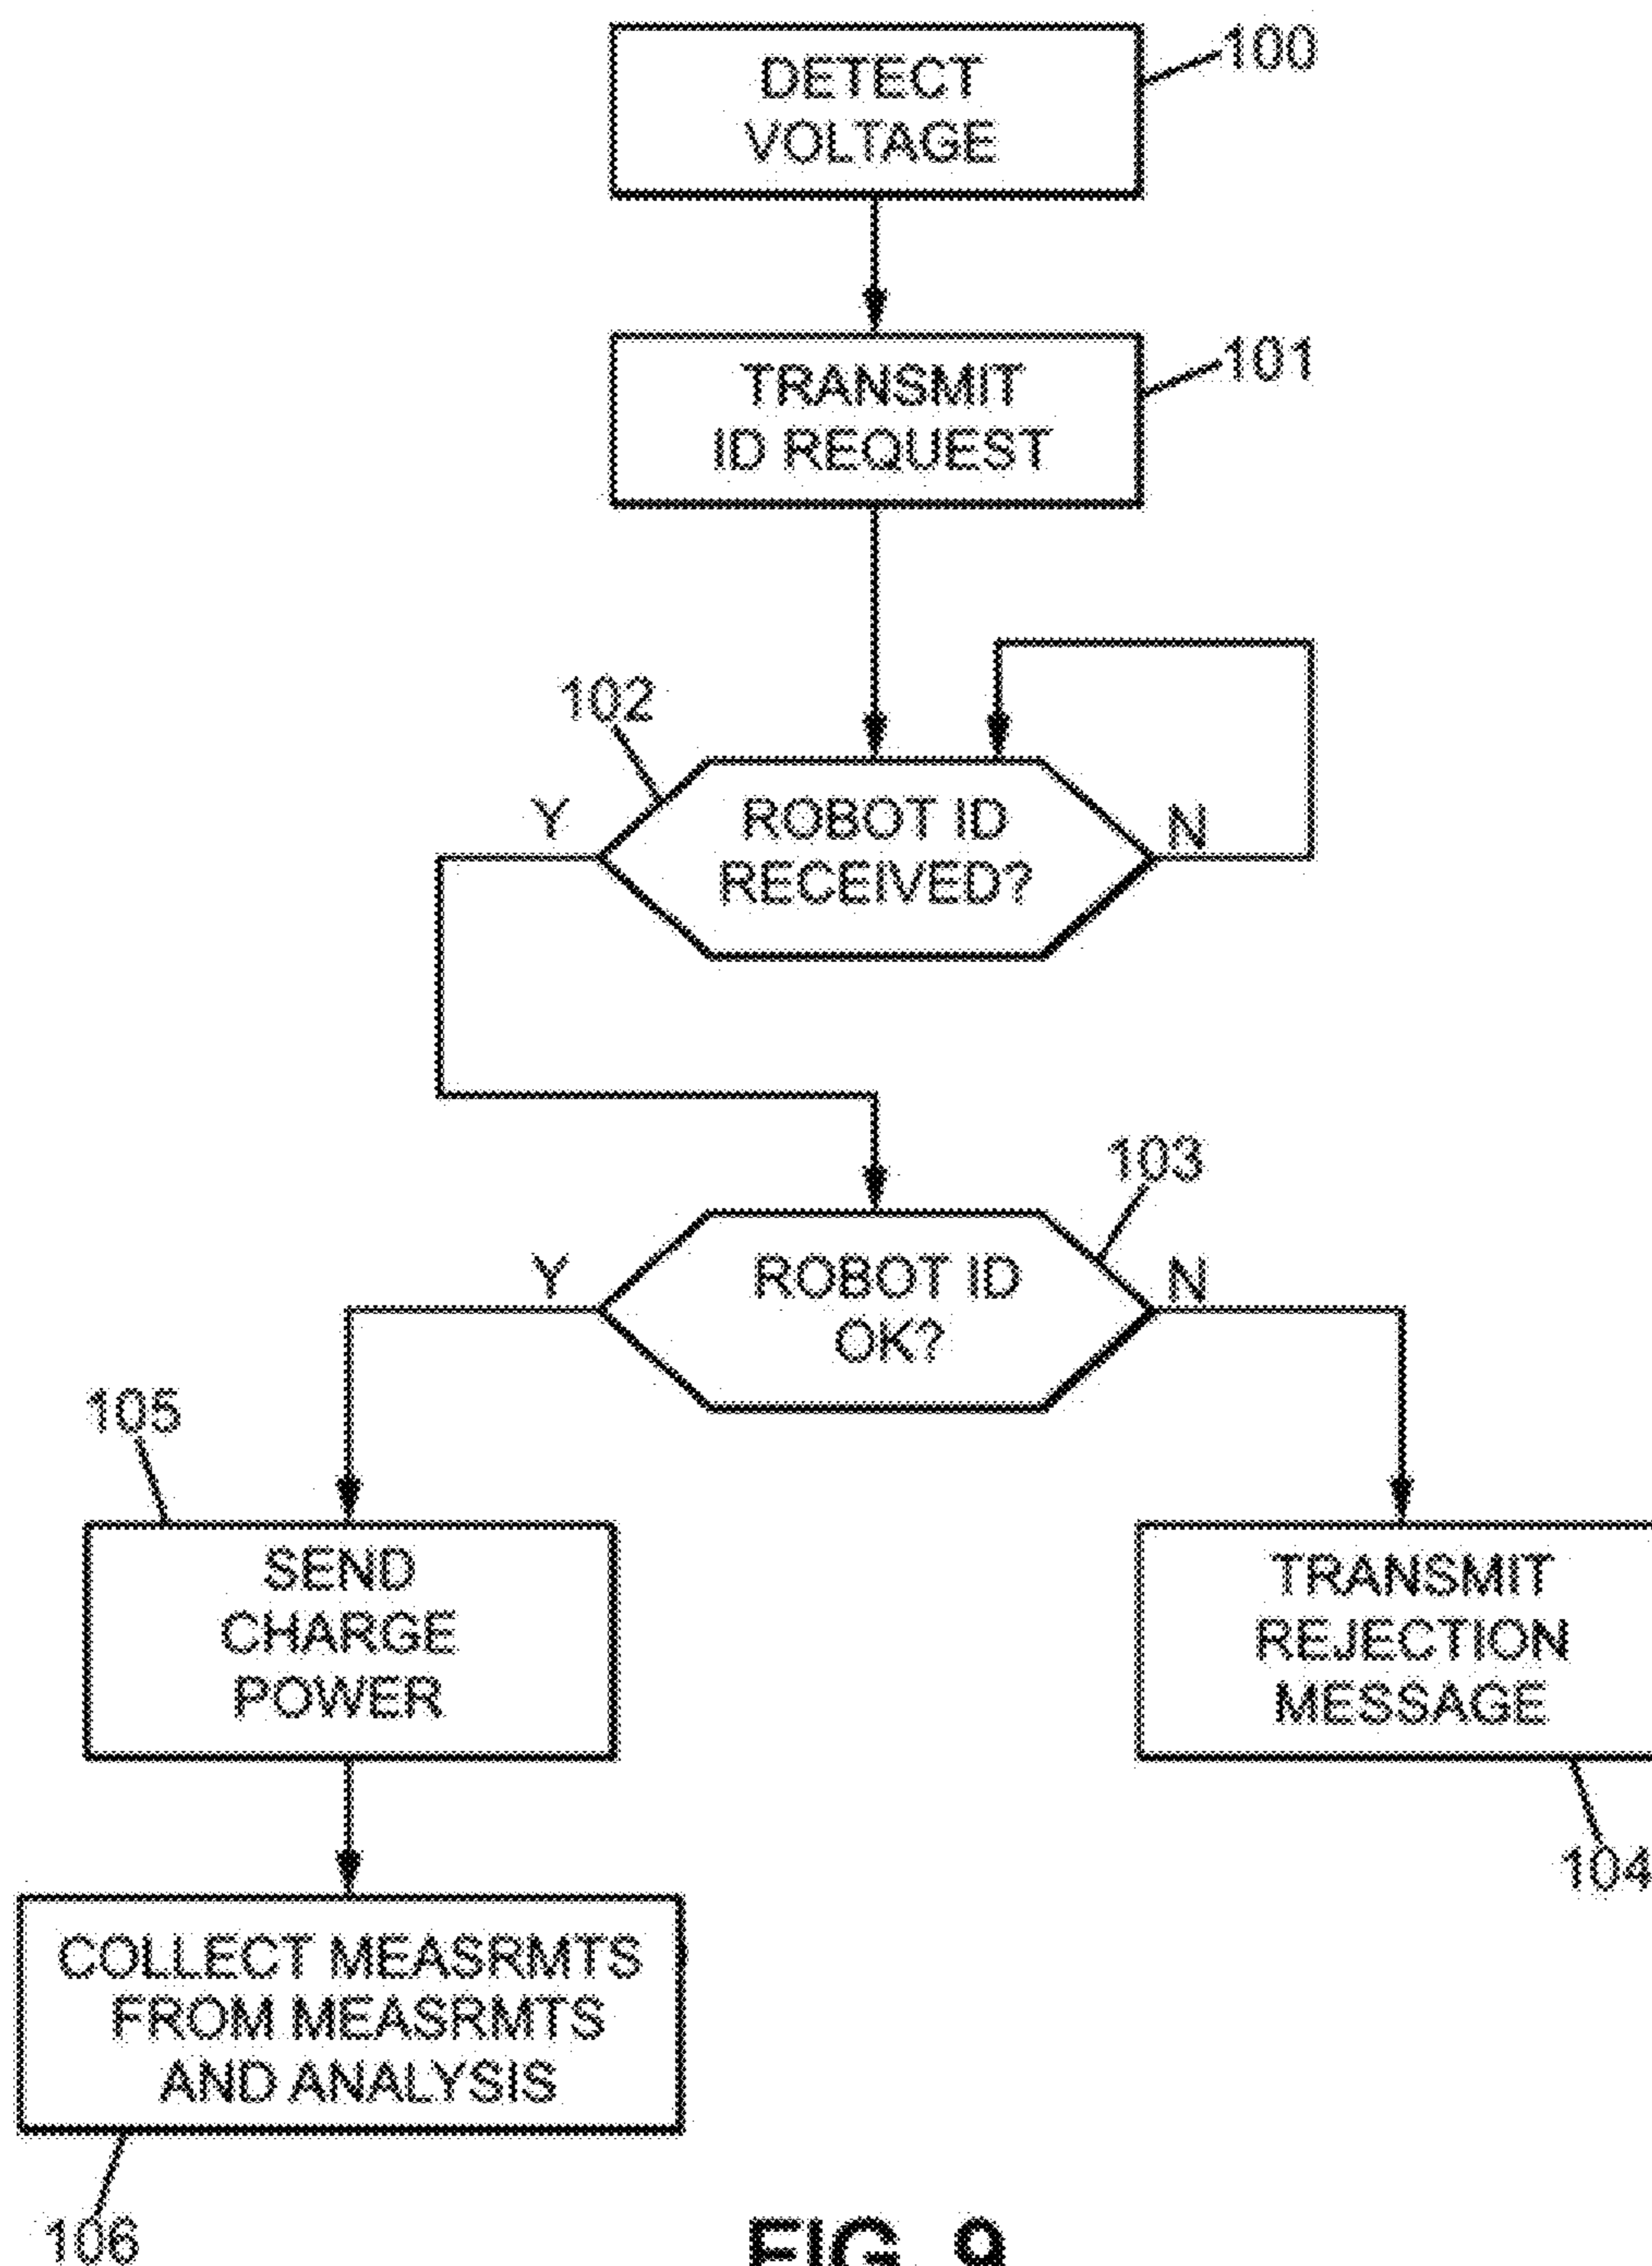 DETECT
VOLTAGE
100
TRANSMIT
ID REQUEST
101
102
Y
ROBOT ID
RECEIVED?
N
103
Y
ROBOT ID
OK?
N
105
SEND
CHARGE
POWER
TRANSMIT
REJECTION
MESSAGE
104
COLLECT MEASRMTS
FROM MEASRMTS
AND ANALYSIS
106
FIG. 9